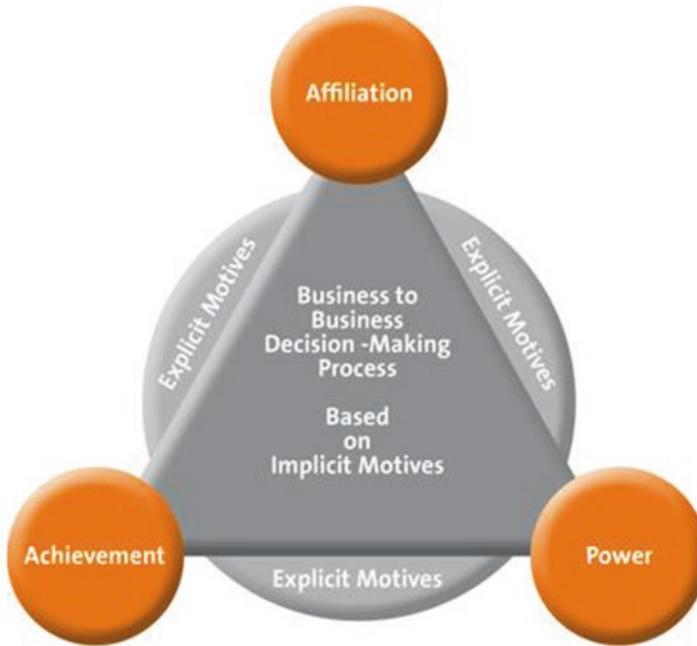 Affiliation
Explicit Motives
Explicit Motives
Business to
Business
Decision -Making
Process
Based
on
Implicit Motives
Achievement
Power
Explicit Motives